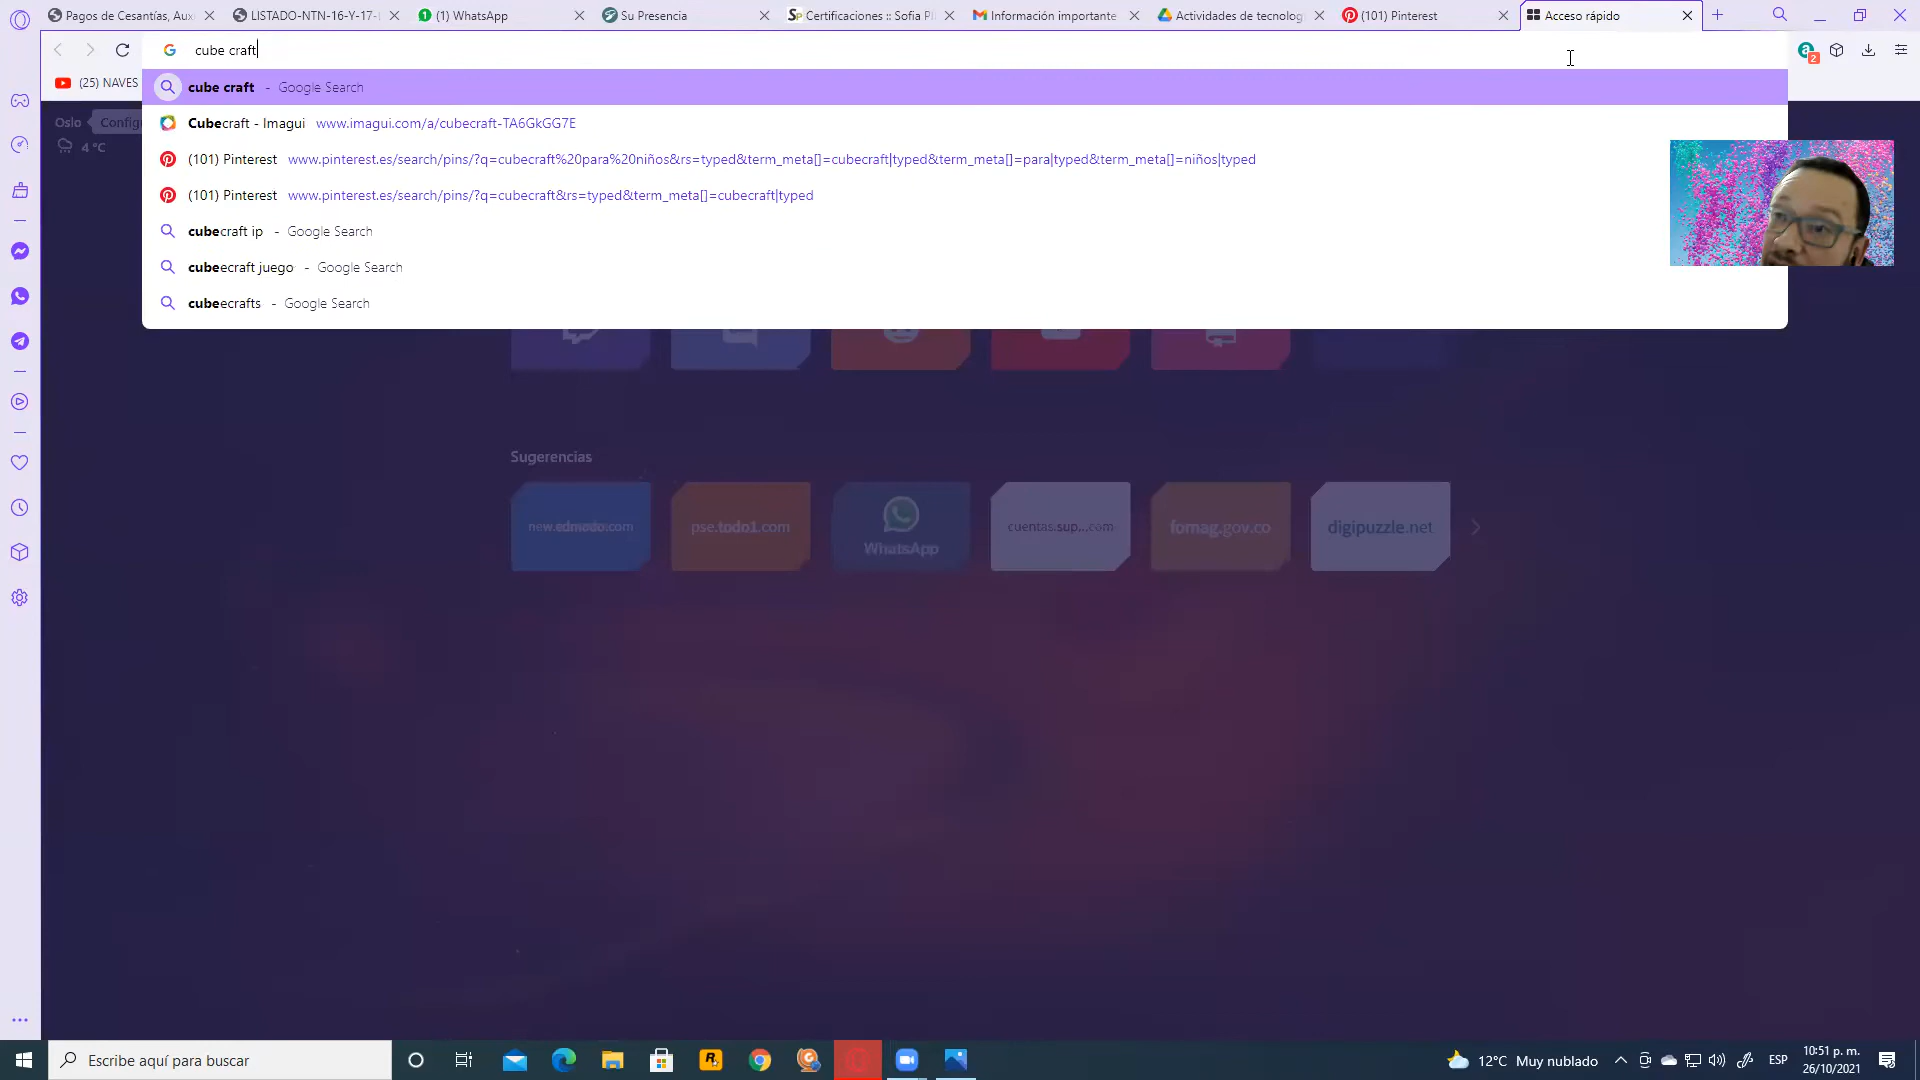 Pagos de Cesantías, Aux
LISTADO-NTN-16-Y-17-
(1) WhatsApp
Su Presencia
Certificaciones :: Sofia Pl
Información importante
Actividades de tecnolog
(101) Pinterest
Acceso rápido
cube craft
2
(25) NAVES
cube craft - Google Search
Cubecraft - Imagui www.imagui.com/a/cubecraft-TA6GkGG7E
(101) Pinterest www.pinterest.es/search/pins/?q=cubecraft%20para%20niños&rs=typed&term_meta[]=cubecraft|typed&term_meta[]=para|typed&term_meta[]=niños|typed
(101) Pinterest www.pinterest.es/search/pins/?q=cubecraft&rs=typed&term_meta[]=cubecraft|typed
cubecraft ip - Google Search
cubeecraft juego - Google Search
cubeecrafts - Google Search
Oslo Config
4 °C
Sugerencias
new.edmodo.com
pse.todo1.com
WhatsApp
cuentas.sup...com
fomag.gov.co
digipuzzle.net
Escribe aquí para buscar
12°C Muy nublado
ESP
10:51 p. m.
26/10/2021